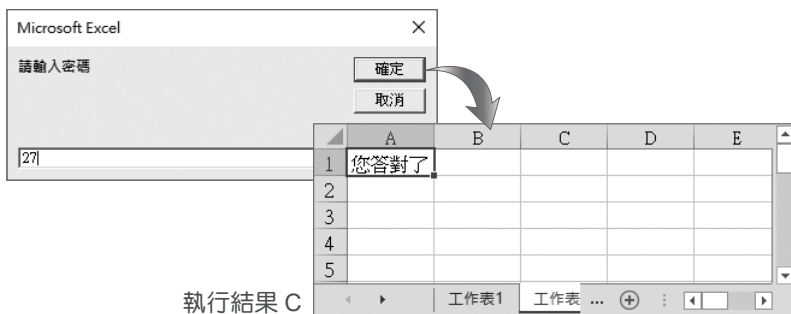 Microsoft Excel
請輸入密碼
確定
取消
27
A B C D E
1 您答對了
2
3
4
5
工作表1 工作表 ...
執行結果 C